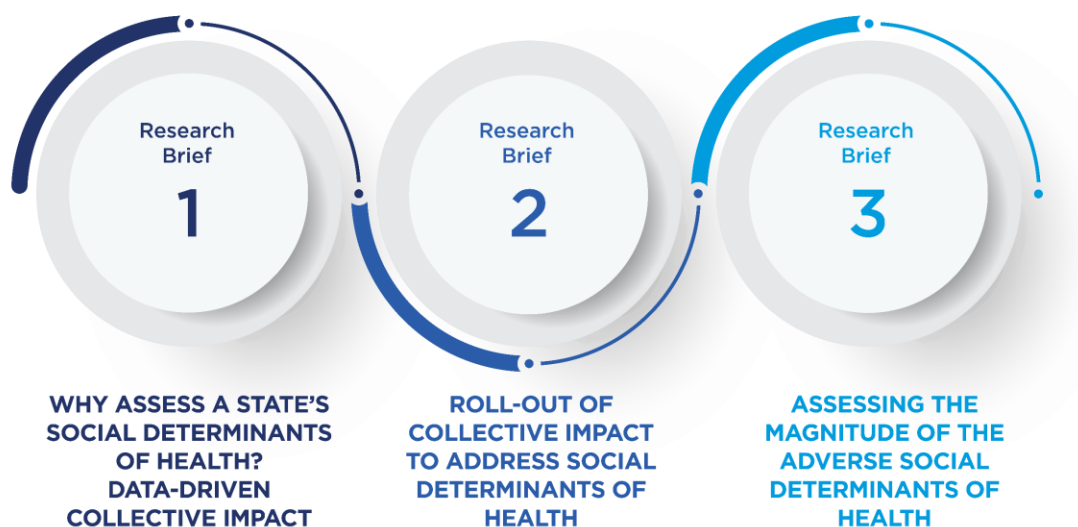 Research
Brief
1
WHY ASSESS A STATE’S
SOCIAL DETERMINANTS
OF HEALTH?
DATA-DRIVEN
COLLECTIVE IMPACT
Research
Brief
2
ROLL-OUT OF
COLLECTIVE IMPACT
TO ADDRESS SOCIAL
DETERMINANTS OF
HEALTH
Research
Brief
3
ASSESSING THE
MAGNITUDE OF THE
ADVERSE SOCIAL
DETERMINANTS OF
HEALTH